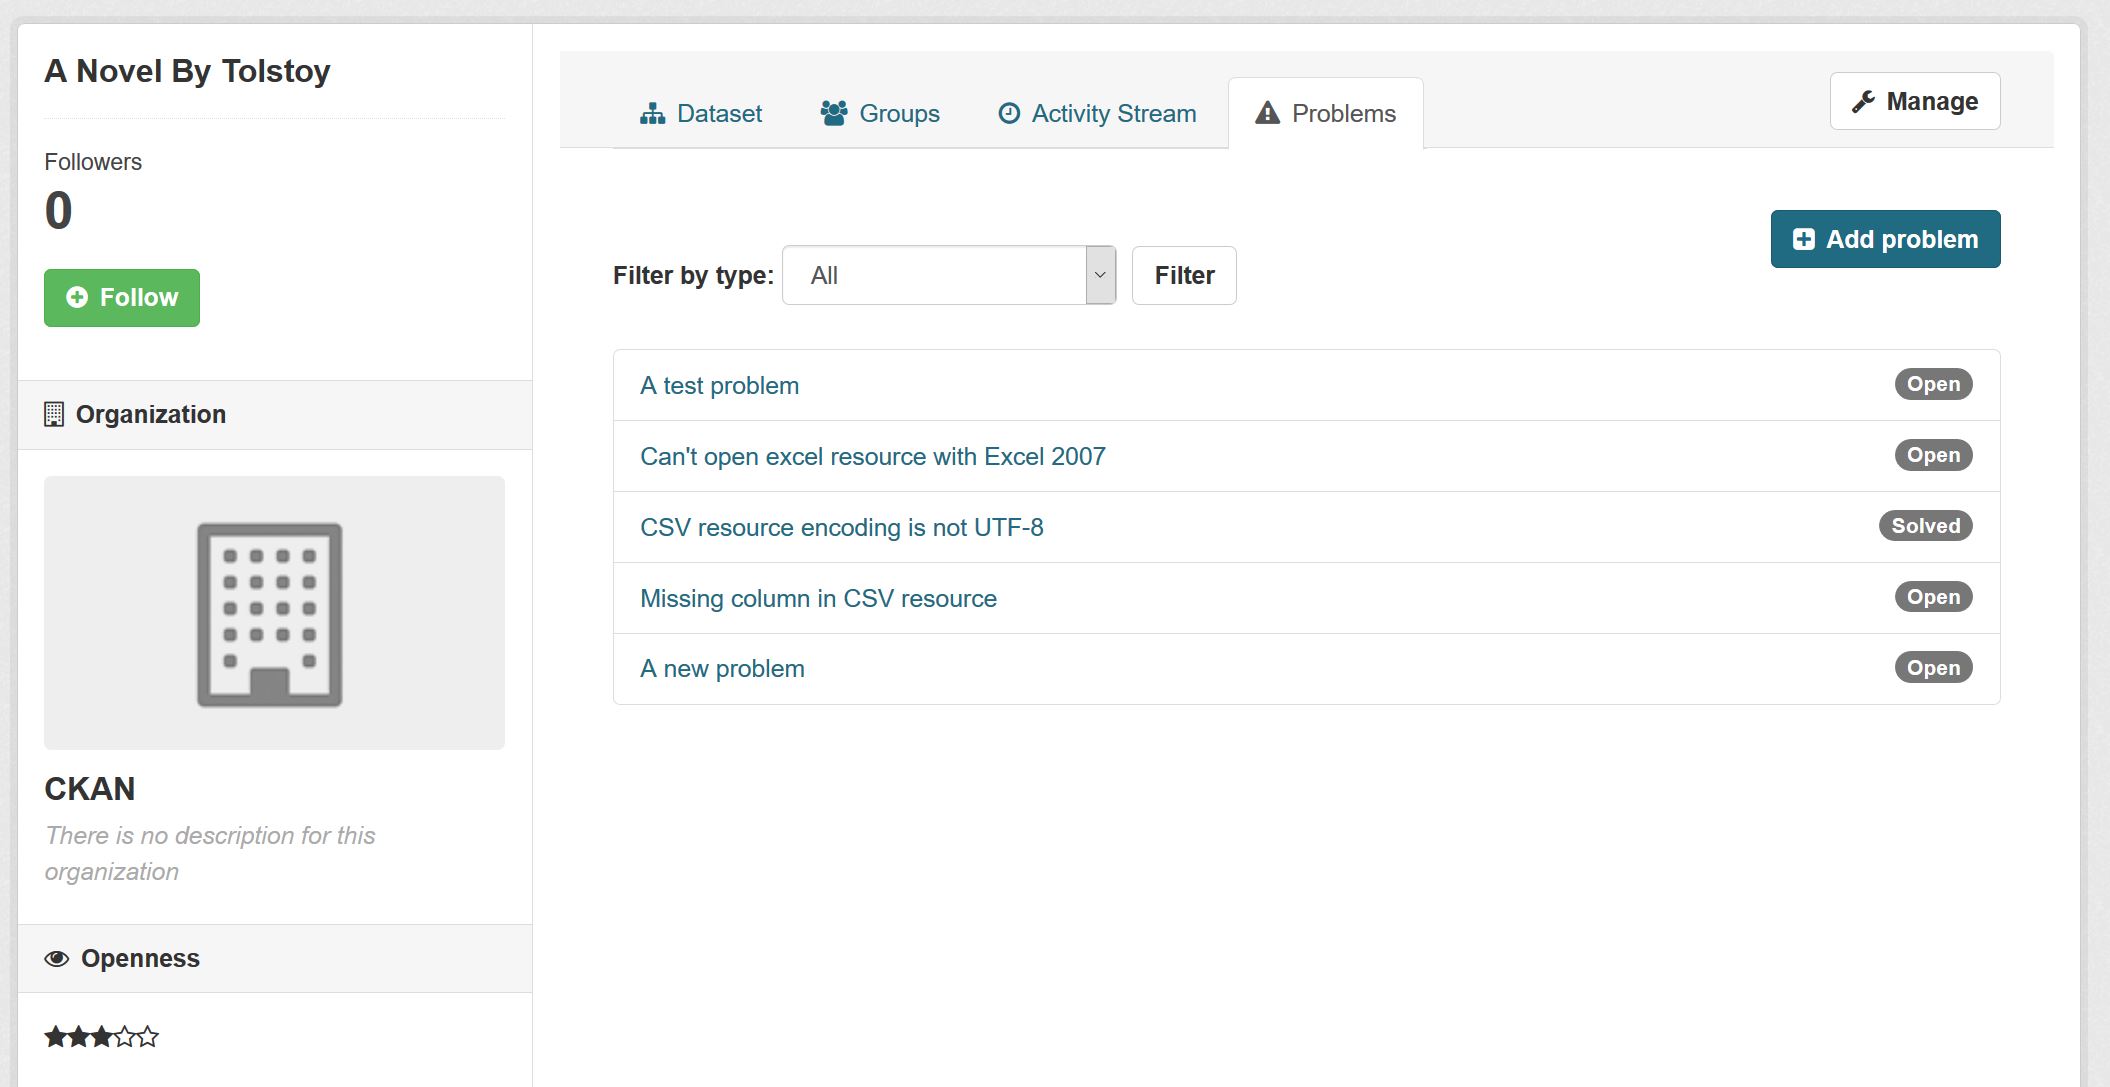 A Novel By Tolstoy
Followers
0
Follow
Organization
CKAN
There is no description for this
organization
Openness
Dataset
Groups
Activity Stream
Problems
Manage
Add problem
Filter by type:
All
Filter
A test problem
Open
Can't open excel resource with Excel 2007
Open
CSV resource encoding is not UTF-8
Solved
Missing column in CSV resource
Open
A new problem
Open